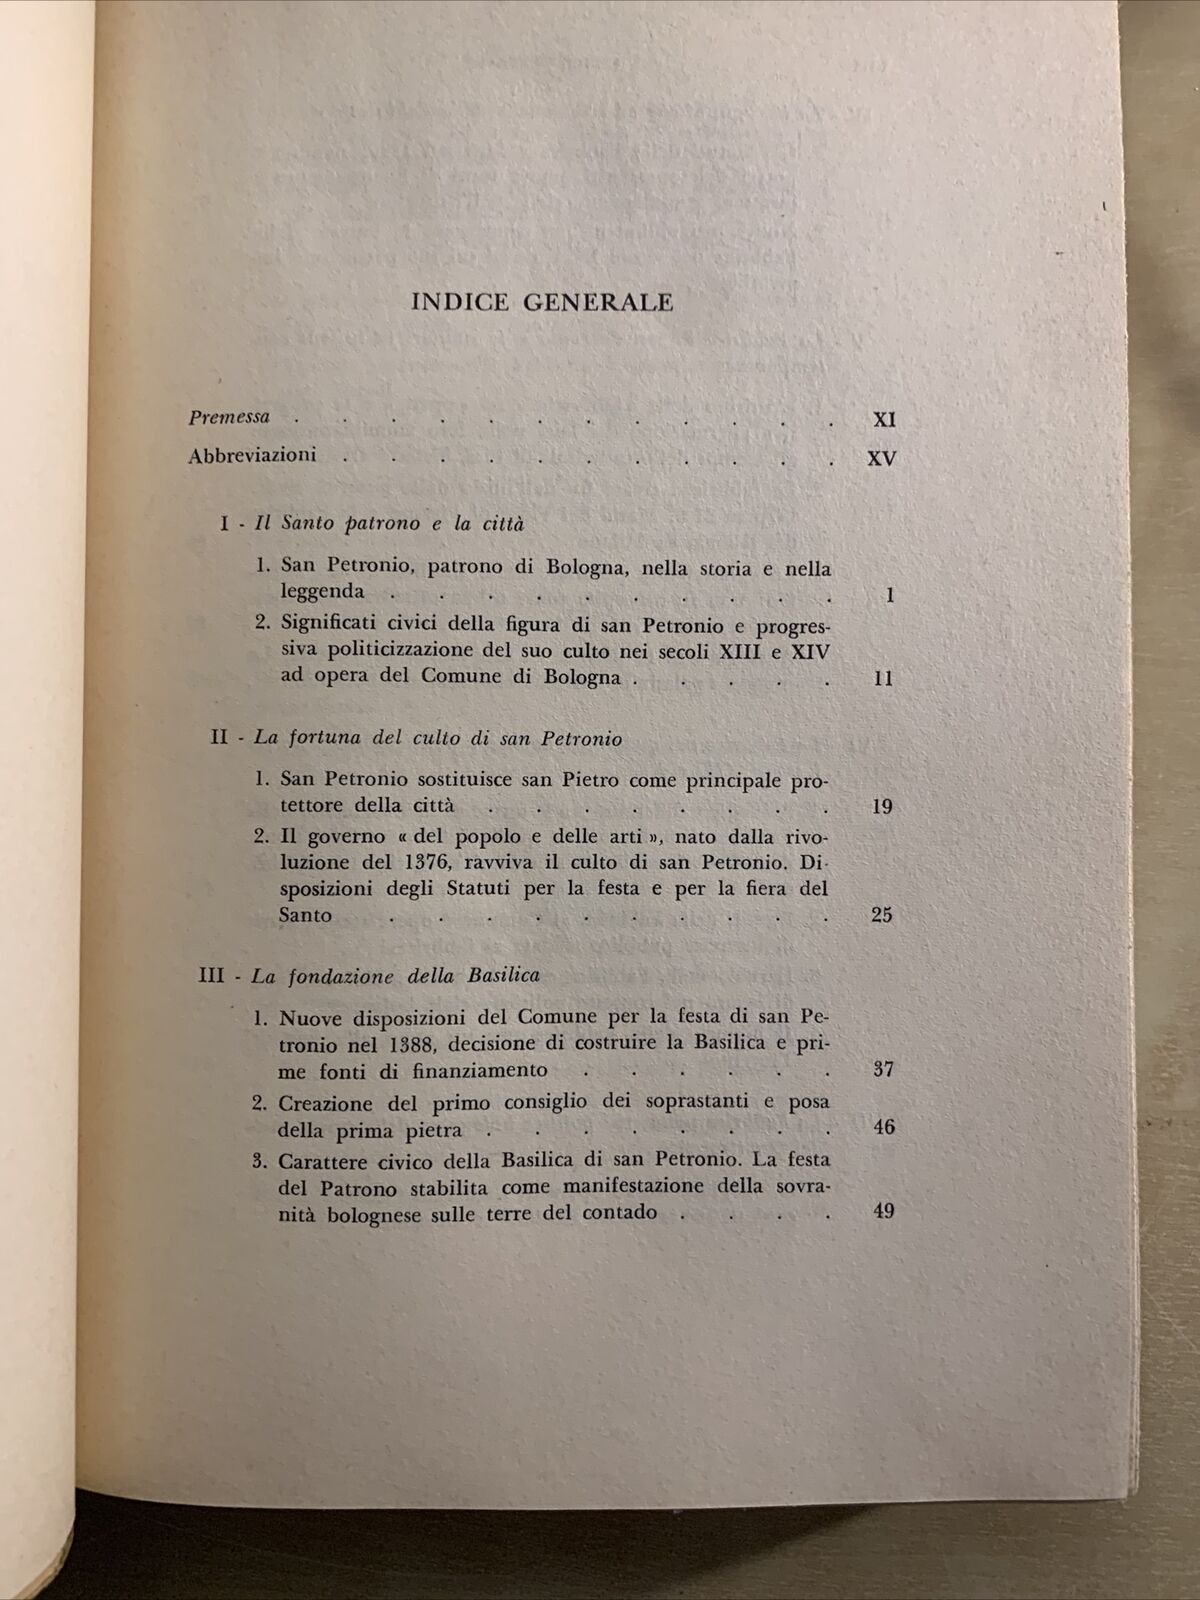 INDICE GENERALE
Premessa . . . . . . . . . . . . XI
Abbreviazioni . . . . . . . . . . . XV
I - Il Santo patrono e la città
1. San Petronio, patrono di Bologna, nella storia e nella
leggenda . . . . . . . . . . 1
2. Significati civici della figura di san Petronio e progres-
siva politicizzazione del suo culto nei secoli XIII e XIV
ad opera del Comune di Bologna . . . . . 11
II - La fortuna del culto di san Petronio
1. San Petronio sostituisce san Pietro come principale pro-
tettore della città . . . . . . . . 19
2. Il governo « del popolo e delle arti », nato dalla rivo-
luzione del 1376, ravviva il culto di san Petronio. Di-
sposizioni degli Statuti per la festa e per la fiera del
Santo . . . . . . . . . . 25
III - La fondazione della Basilica
1. Nuove disposizioni del Comune per la festa di san Pe-
tronio nel 1388, decisione di costruire la Basilica e pri-
me fonti di finanziamento . . . . . . 37
2. Creazione del primo consiglio dei soprastanti e posa
della prima pietra . . . . . . . . 46
3. Carattere civico della Basilica di san Petronio. La festa
del Patrono stabilita come manifestazione della sovra-
nità bolognese sulle terre del contado . . . . 49